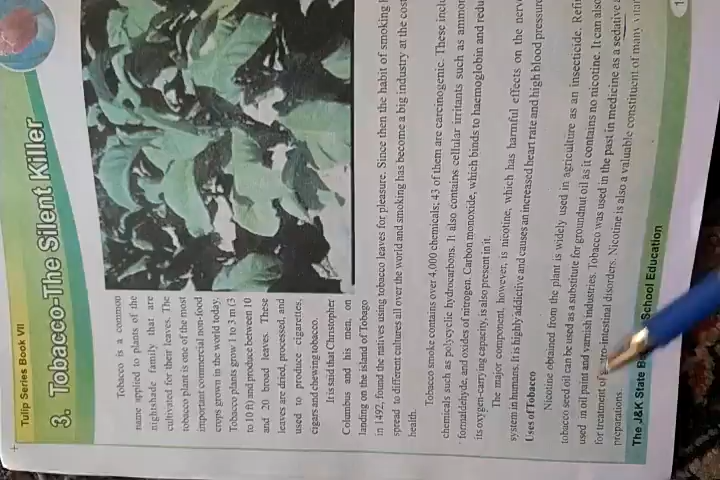 Tulip Series Book VII
3. Tobacco-The Silent Killer
Tobacco is a common
name applied to plants of the
nightshade family that are
cultivated for their leaves. The
tobacco plant is one of the most
important commercial non-food
crops grown in the world today.
Tobacco plants grow 1 to 3 m (3
to 10 ft) and produce between 10
and 20 broad leaves. These
leaves are dried, processed, and
used to produce cigarettes,
cigars and chewing tobacco.
It is said that Christopher
Columbus and his men, on
landing on the island of Tobago
in 1492, found the natives using tobacco leaves for pleasure. Since then the habit of smoking
spread to different cultures all over the world and smoking has become a big industry at the cost
health.
Tobacco smoke contains over 4,000 chemicals; 43 of them are carcinogenic. These
chemicals such as polycyclic hydrocarbons. It also contains cellular irritants such as
formaldehyde, and oxides of nitrogen. Carbon monoxide, which binds to haemoglobin and
its oxygen-carrying capacity, is also present in it.
The major component, however, is nicotine, which has harmful effects on the
system in humans. It is highly addictive and causes an increased heart rate and high blood pressure
Uses of Tobacco
Nicotine obtained from the plant is widely used in agriculture as an insecticide.
tobacco seed oil can be used as a substitute for groundnut oil as it contains no nicotine. It can also
used in oil paint and varnish industries. Tobacco was used in the past in medicine as a sedative
for treatment of gastro-intestinal disorders. Nicotine is also a valuable constituent of many
preparations.
The J&K State School Education